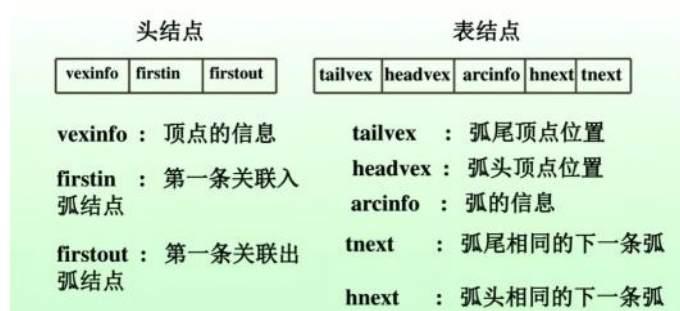 头结点
表结点
vexinfo firstin firstout
tailvex headvex arcinfo hnext tnext
vexinfo : 顶点的信息
firstin : 第一条关联入
弧结点
firstout : 第一条关联出
弧结点
tailvex : 弧尾顶点位置
headvex : 弧头顶点位置
arcinfo : 弧的信息
tnext : 弧尾相同的下一条弧
hnext : 弧头相同的下一条弧